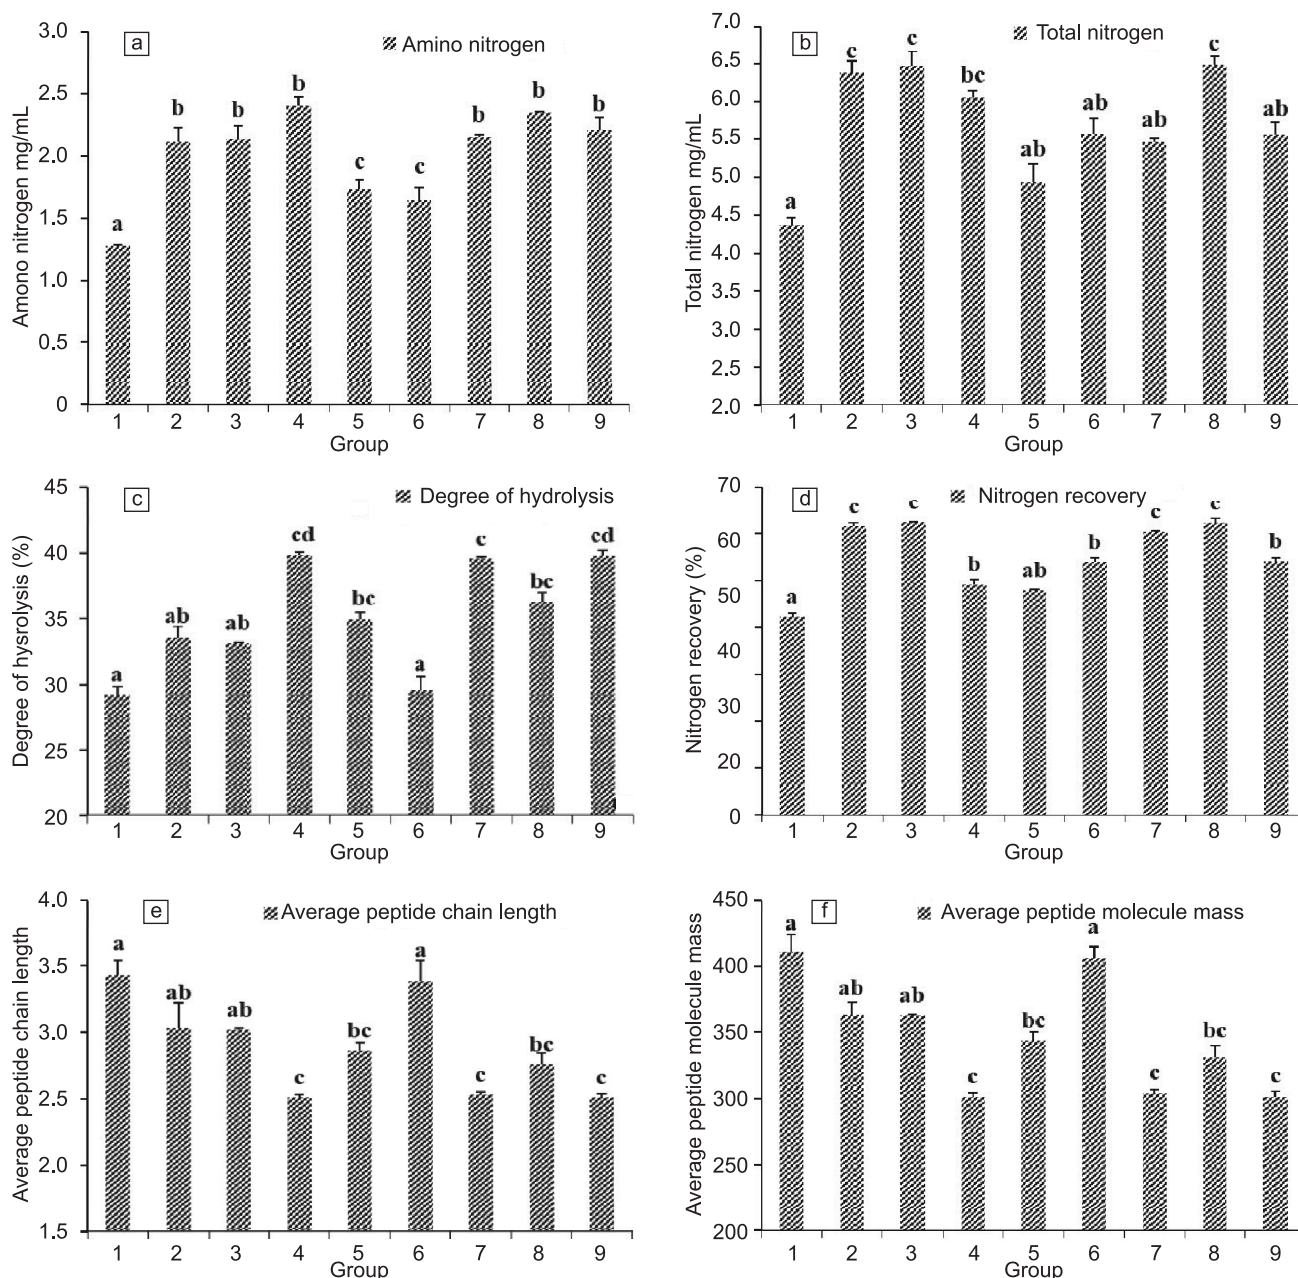 a
Amino nitrogen
Amono nitrogen mg/mL
3.0
2.5
2.0
1.5
1.0
0.5
0
a
b
b
b
c
c
b
b
b
1 2 3 4 5 6 7 8 9
Group
b
Total nitrogen
Total nitrogen mg/mL
7.0
6.5
6.0
5.5
5.0
4.5
4.0
3.5
3.0
2.5
2.0
a
c
c
bc
ab
ab
ab
c
ab
1 2 3 4 5 6 7 8 9
Group
c
Degree of hydrolysis
Degree of hysrolysis (%)
45
40
35
30
25
20
a
ab
ab
cd
bc
a
c
bc
cd
1 2 3 4 5 6 7 8 9
Group
d
Nitrogen recovery
Nitrogen recovery (%)
70
60
50
40
30
20
0
a
c
c
b
ab
b
c
c
b
1 2 3 4 5 6 7 8 9
Group
e
Average peptide chain length
Average peptide chain length
4.0
3.5
3.0
2.5
2.0
1.5
a
ab
ab
c
bc
a
c
bc
c
1 2 3 4 5 6 7 8 9
Group
f
Average peptide molecule mass
Average peptide molecule mass
450
400
350
300
250
200
a
ab
ab
c
bc
a
c
bc
c
1 2 3 4 5 6 7 8 9
Group